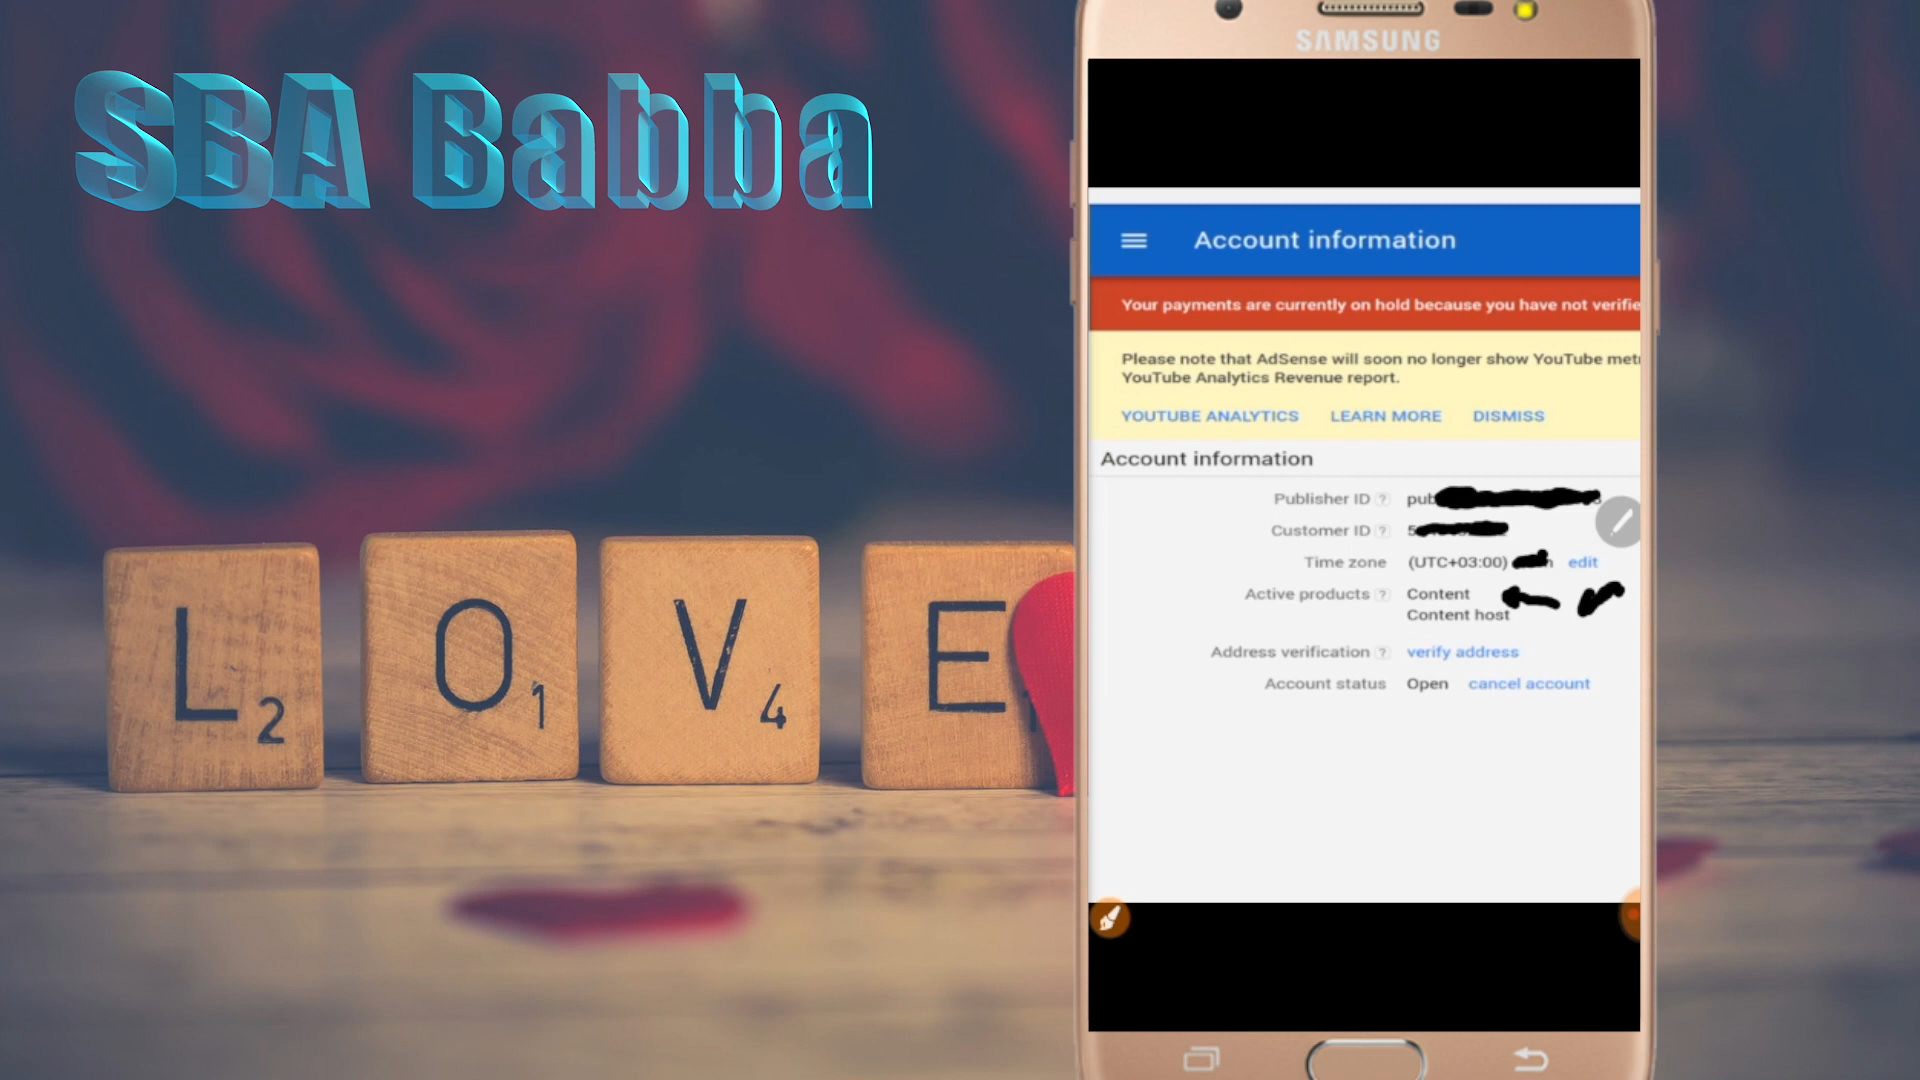 SBA Babba
L2 O1 V4 E
SAMSUNG
Account information
Your payments are currently on hold because you have not
Please note that AdSense will soon no longer show YouTube
YouTube Analytics Revenue report.
YOUTUBE ANALYTICS LEARN MORE DISMISS
Account information
Publisher ID ? pub
Customer ID ? 5
Time zone (UTC+03:00) edit
Active products ? Content
Content host
Address verification ? verify address
Account status Open cancel account